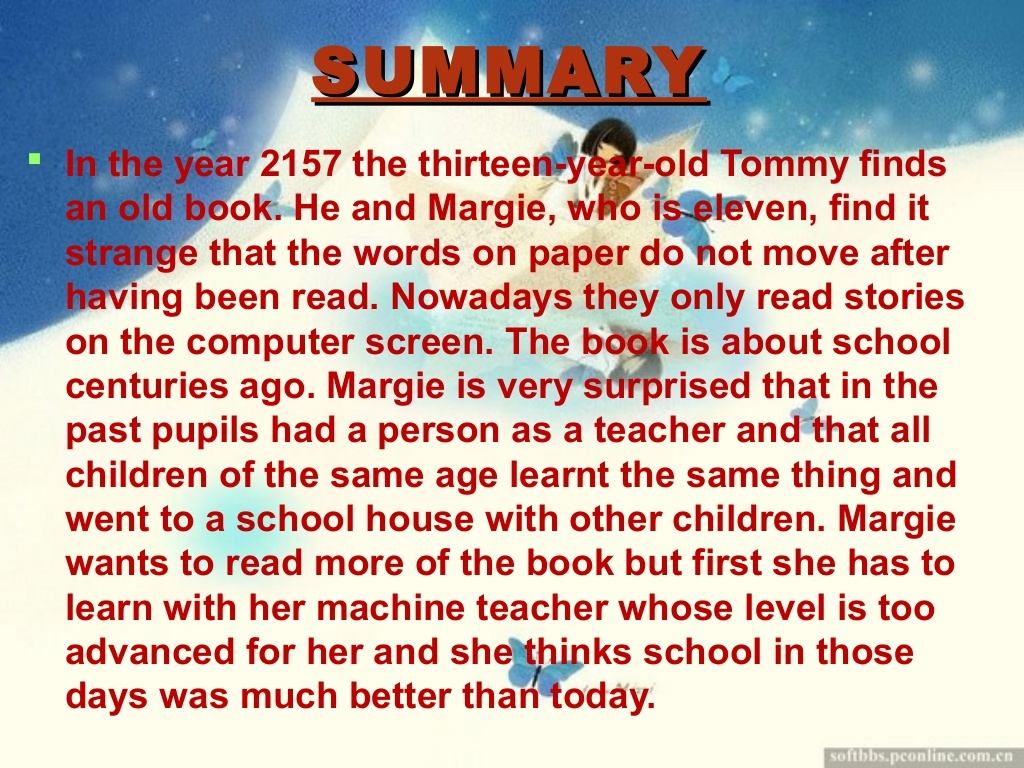 SUMMARY
In the year 2157 the thirteen-year-old Tommy finds
an old book. He and Margie, who is eleven, find it
strange that the words on paper do not move after
having been read. Nowadays they only read stories
on the computer screen. The book is about school
centuries ago. Margie is very surprised that in the
past pupils had a person as a teacher and that all
children of the same age learnt the same thing and
went to a school house with other children. Margie
wants to read more of the book but first she has to
learn with her machine teacher whose level is too
advanced for her and she thinks school in those
days was much better than today.
softbbs.pconline.com.cn